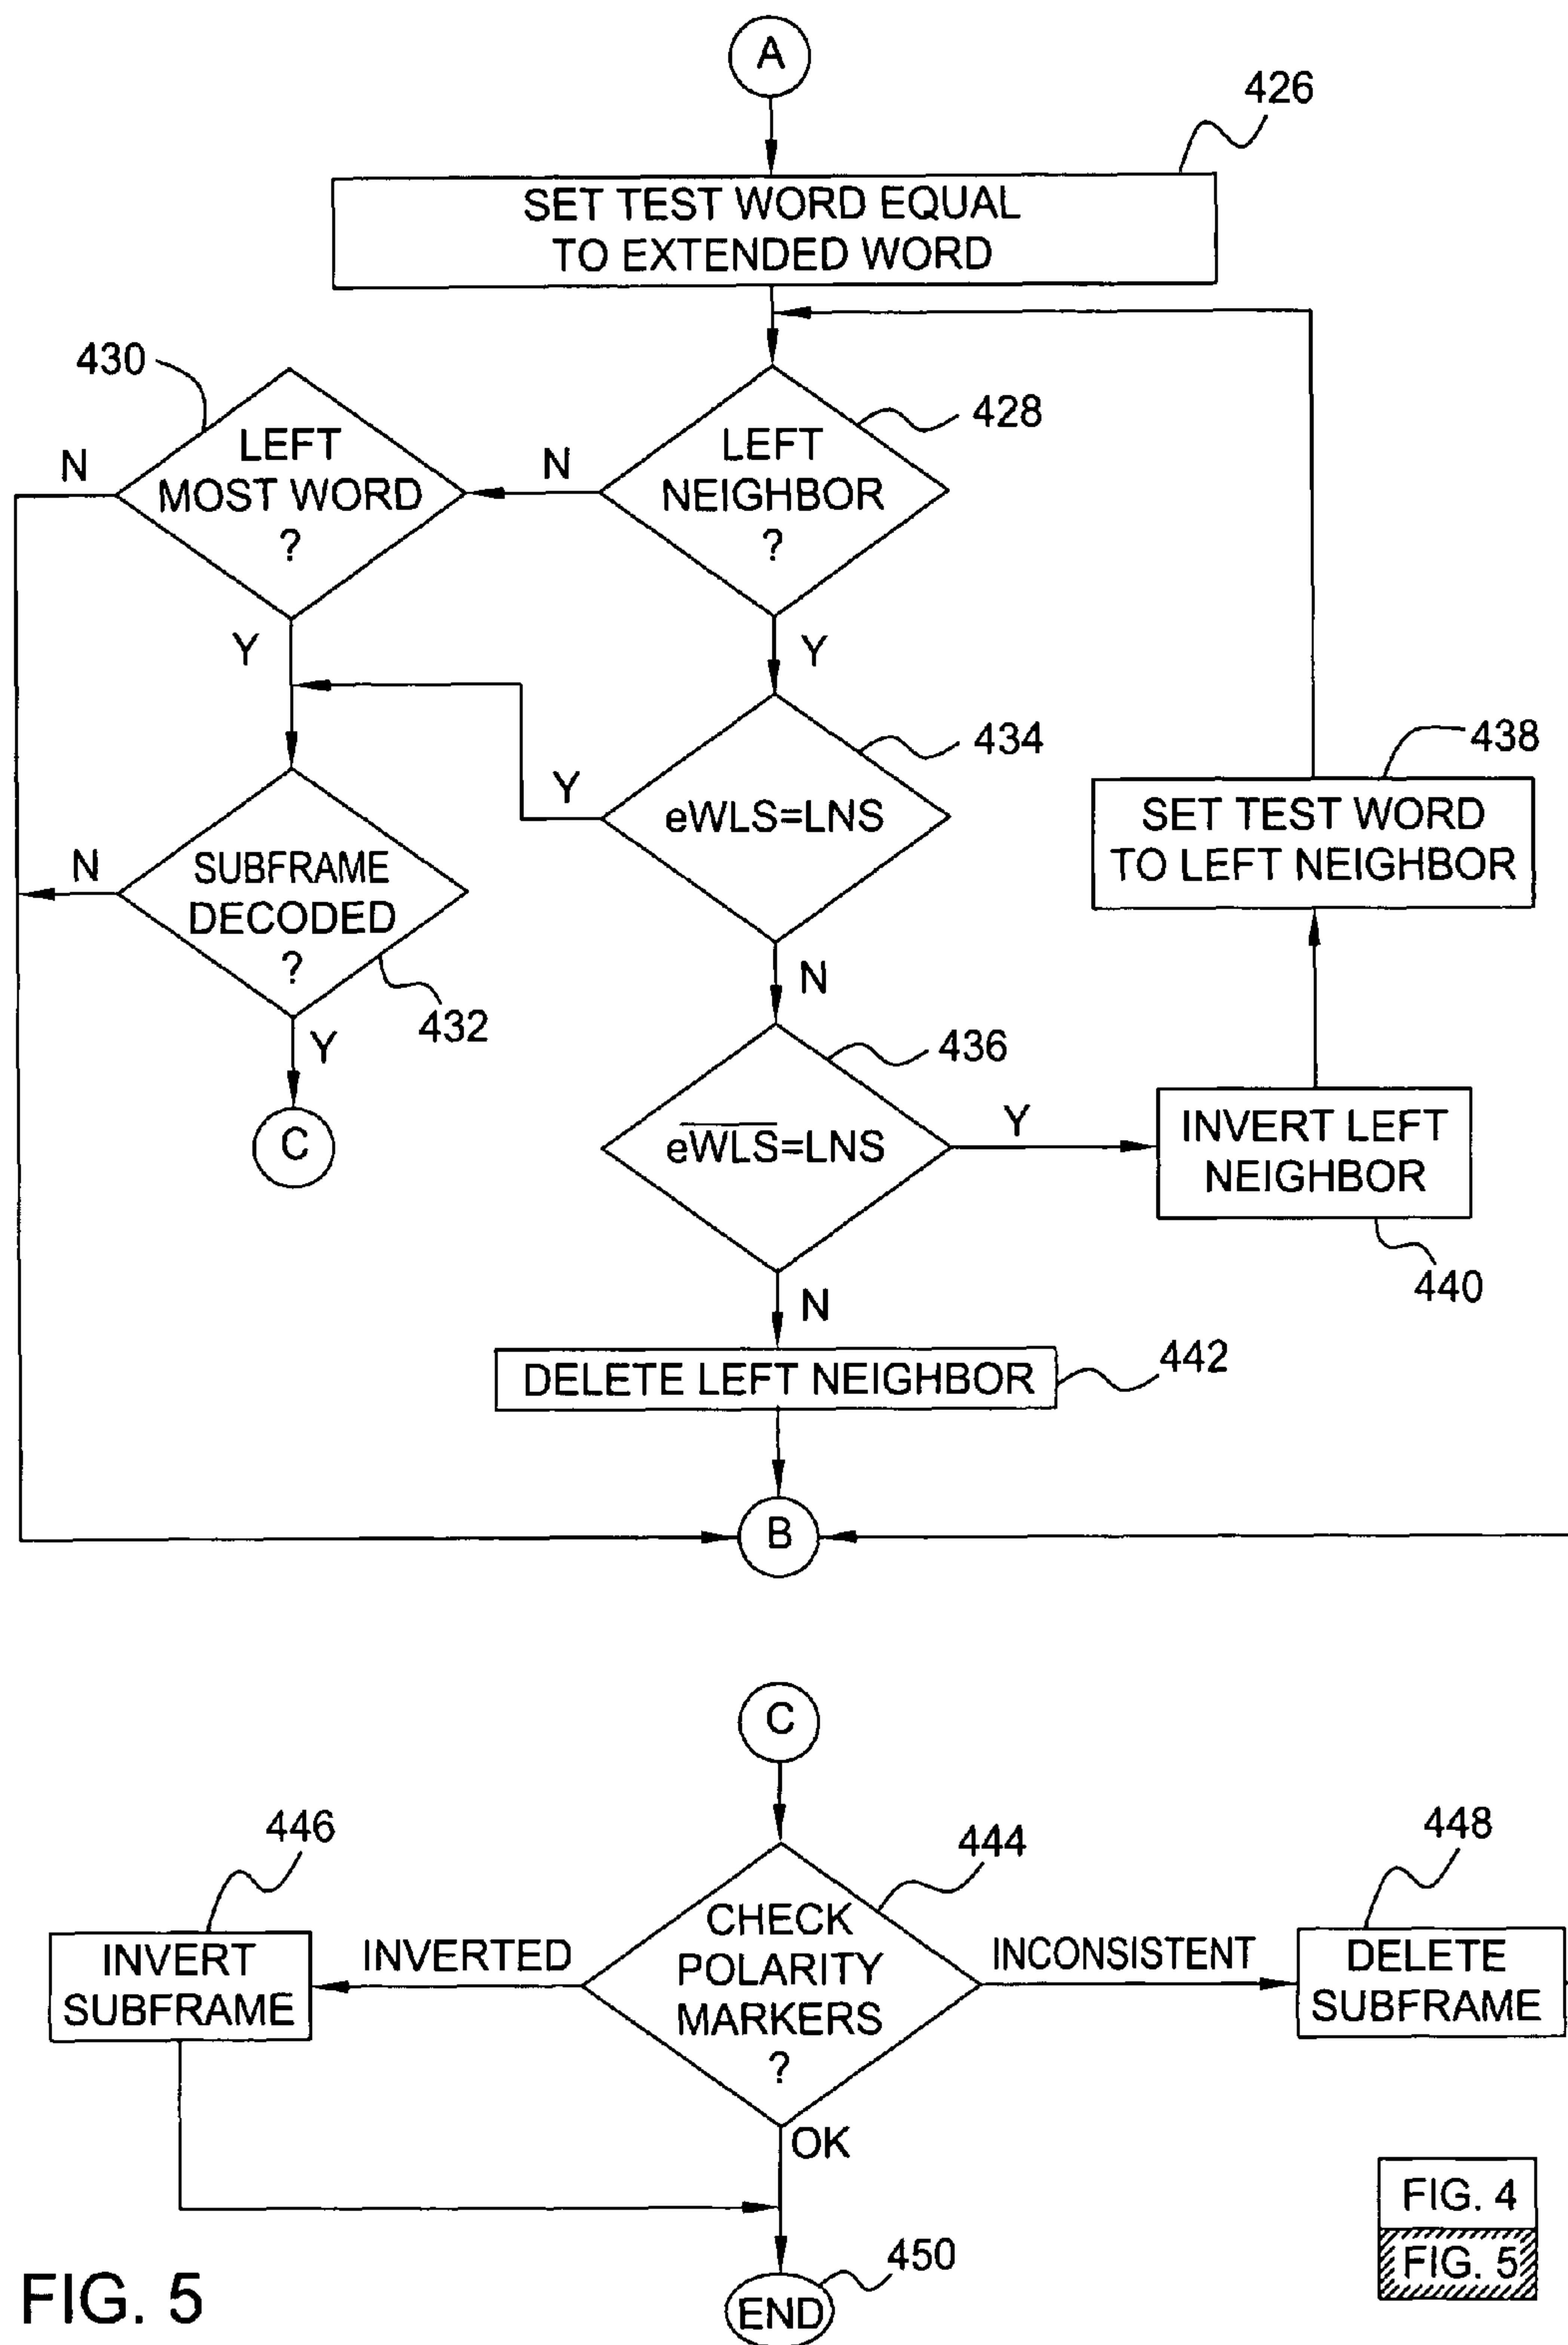 A
426
SET TEST WORD EQUAL
TO EXTENDED WORD
430
LEFT
MOST WORD
?
N
N
428
LEFT
NEIGHBOR
?
Y
Y
434
eWLS=LNS
Y
438
SET TEST WORD
TO LEFT NEIGHBOR
N
SUBFRAME
DECODED
?
432
Y
C
N
436
e̅W̅L̅S̅=LNS
Y
INVERT LEFT
NEIGHBOR
440
N
DELETE LEFT NEIGHBOR
442
B
C
446
INVERT
SUBFRAME
INVERTED
444
CHECK
POLARITY
MARKERS
?
INCONSISTENT
448
DELETE
SUBFRAME
OK
450
END
FIG. 4
FIG. 5
FIG. 5